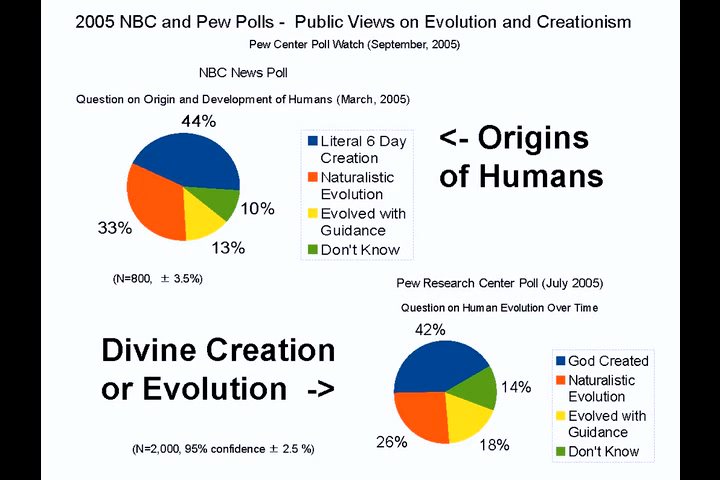 2005 NBC and Pew Polls - Public Views on Evolution and Creationism
Pew Center Poll Watch (September, 2005)
NBC News Poll
Question on Origin and Development of Humans (March, 2005)
44%
33%
13%
10%
Literal 6 Day
Creation
Naturalistic
Evolution
Evolved with
Guidance
Don't Know
<- Origins
of Humans
(N=800, ± 3.5%)
Pew Research Center Poll (July 2005)
Question on Human Evolution Over Time
Divine Creation
or Evolution ->
42%
14%
18%
26%
God Created
Naturalistic
Evolution
Evolved with
Guidance
Don't Know
(N=2,000, 95% confidence ± 2.5 %)